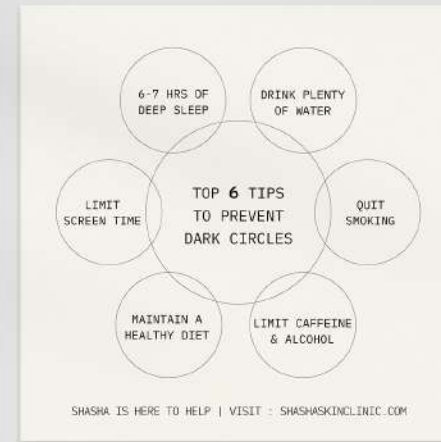 6-7 HRS OF
DEEP SLEEP
DRINK PLENTY
OF WATER
LIMIT
SCREEN TIME
TOP 6 TIPS
TO PREVENT
DARK CIRCLES
QUIT
SMOKING
MAINTAIN A
HEALTHY DIET
LIMIT CAFFEINE
& ALCOHOL
SHASHA IS HERE TO HELP | VISIT : SHASHASKINCLINIC.COM